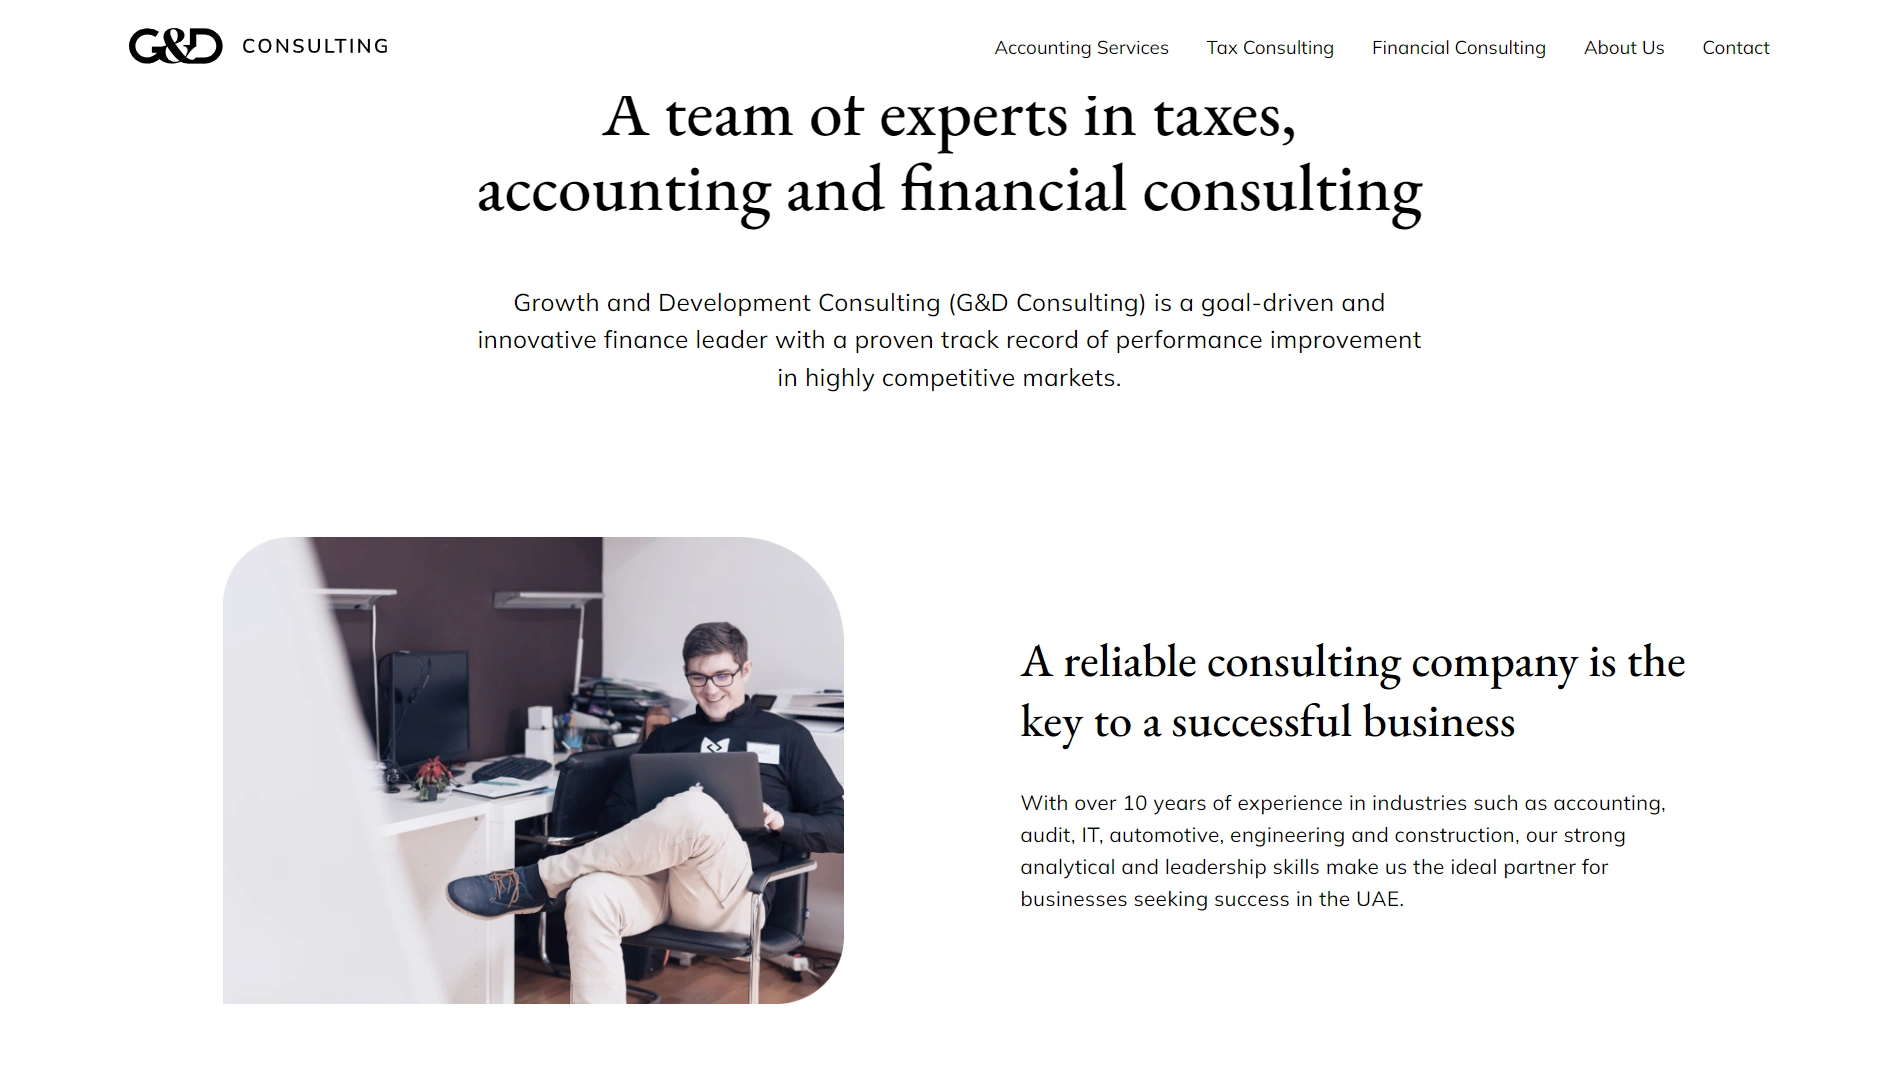 G&D CONSULTING
Accounting Services Tax Consulting Financial Consulting About Us Contact
A team of experts in taxes,
accounting and financial consulting
Growth and Development Consulting (G&D Consulting) is a goal-driven and
innovative finance leader with a proven track record of performance improvement
in highly competitive markets.
A reliable consulting company is the
key to a successful business
With over 10 years of experience in industries such as accounting,
audit, IT, automotive, engineering and construction, our strong
analytical and leadership skills make us the ideal partner for
businesses seeking success in the UAE.